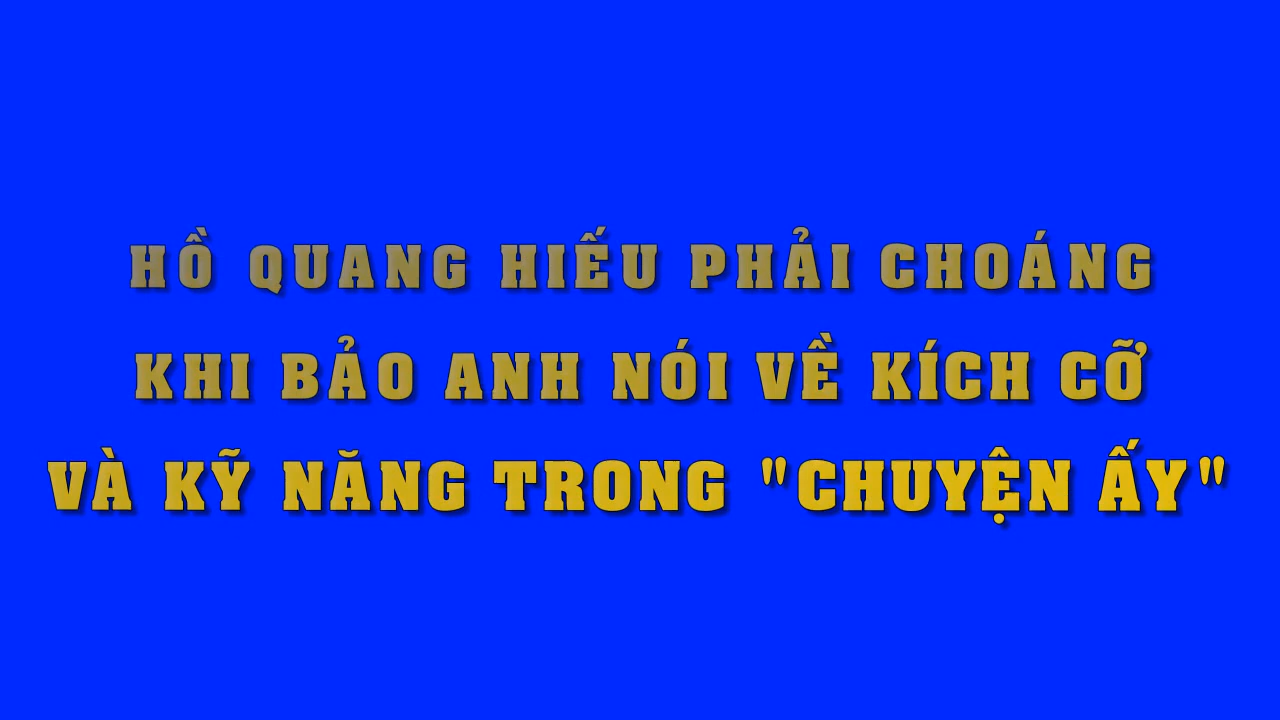 HỒ QUANG HIẾU PHẢI CHOÁNG
KHI BẢO ANH NÓI VỀ KÍCH CỠ
VÀ KỸ NĂNG TRONG "CHUYỆN ẤY"